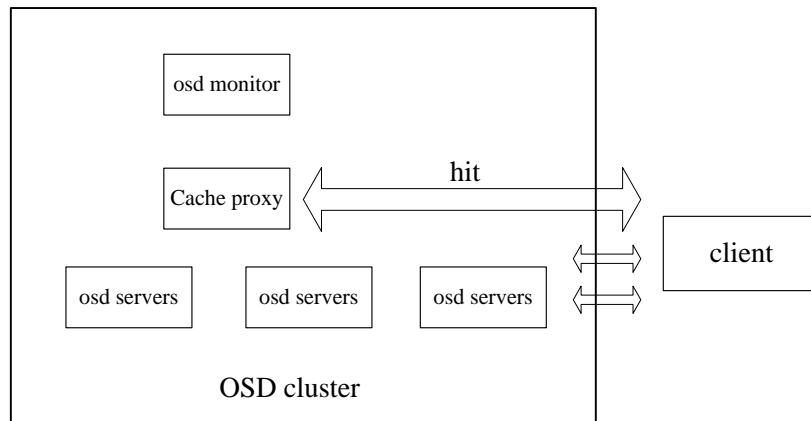 osd monitor
hit
Cache proxy
client
osd servers
osd servers
osd servers
OSD cluster